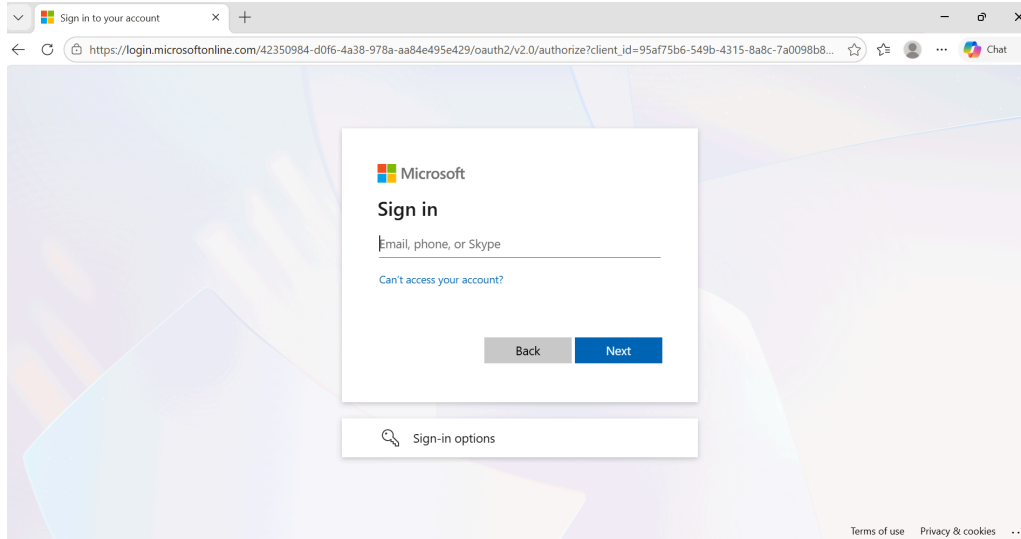 Sign in to your account
https://login.microsoftonline.com/42350984-d0f6-4a38-978a-aa84e495e429/oauth2/v2.0/authorize?client_id=95af75b6-549b-4315-8a8c-7a0098b8...
Chat
Microsoft
Sign in
Email, phone, or Skype
Can't access your account?
Back Next
Sign-in options
Terms of use Privacy & cookies ...